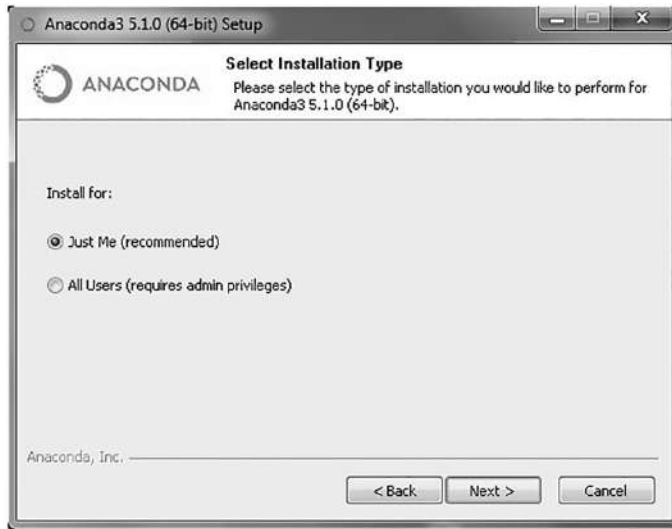 Anaconda3 5.1.0 (64-bit) Setup
X
ANACONDA
Select Installation Type
Please select the type of installation you would like to perform for
Anaconda3 5.1.0 (64-bit).
Install for:
Just Me (recommended)
All Users (requires admin privileges)
Anaconda, Inc.
< Back
Next >
Cancel